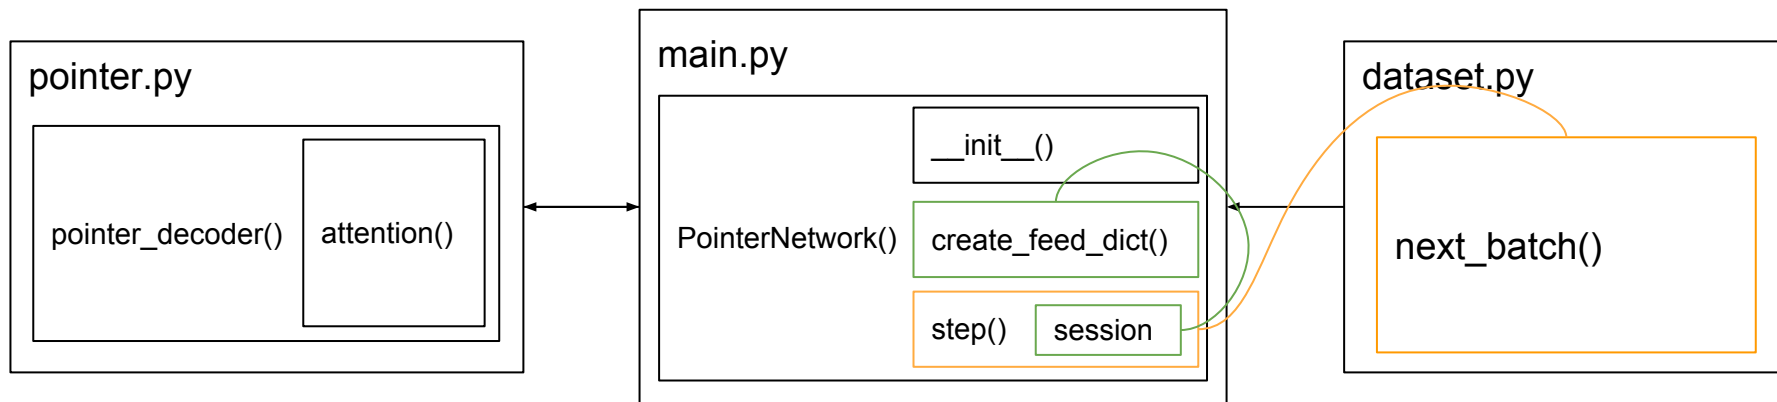 pointer.py
pointer_decoder()
attention()
main.py
PointerNetwork()
__init__()
create_feed_dict()
step()
session
dataset.py
next_batch()